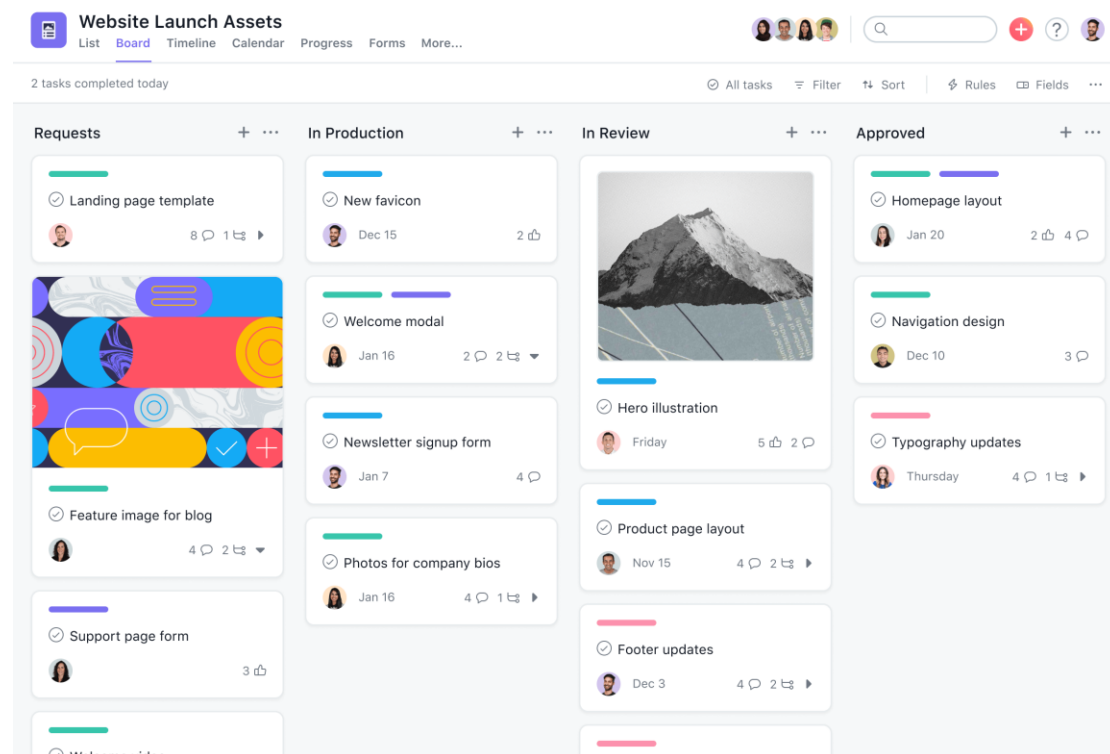 Website Launch Assets
List Board Timeline Calendar Progress Forms More...
?
2 tasks completed today
All tasks Filter Sort Rules Fields ...
Requests
Landing page template
8 1
Feature image for blog
4 2
Support page form
3
In Production
New favicon
Dec 15 2
Welcome modal
Jan 16 2 2
Newsletter signup form
Jan 7 4
Photos for company bios
Jan 16 4 1
In Review
Hero illustration
Friday 5 2
Product page layout
Nov 15 4 2
Footer updates
Dec 3 4 2
Approved
Homepage layout
Jan 20 2 4
Navigation design
Dec 10 3
Typography updates
Thursday 4 1